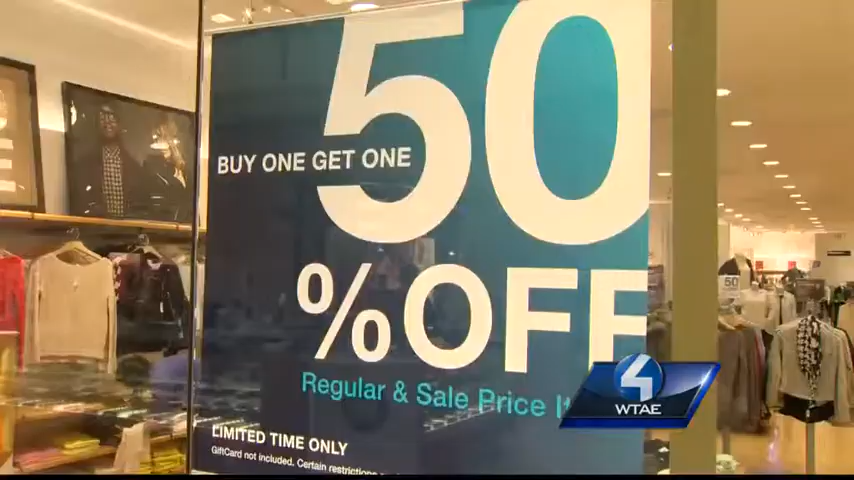 50
BUY ONE GET ONE
%OFF
Regular & Sale Price
LIMITED TIME ONLY
GiftCard not included. Certain restrictions
4
WTAE
50